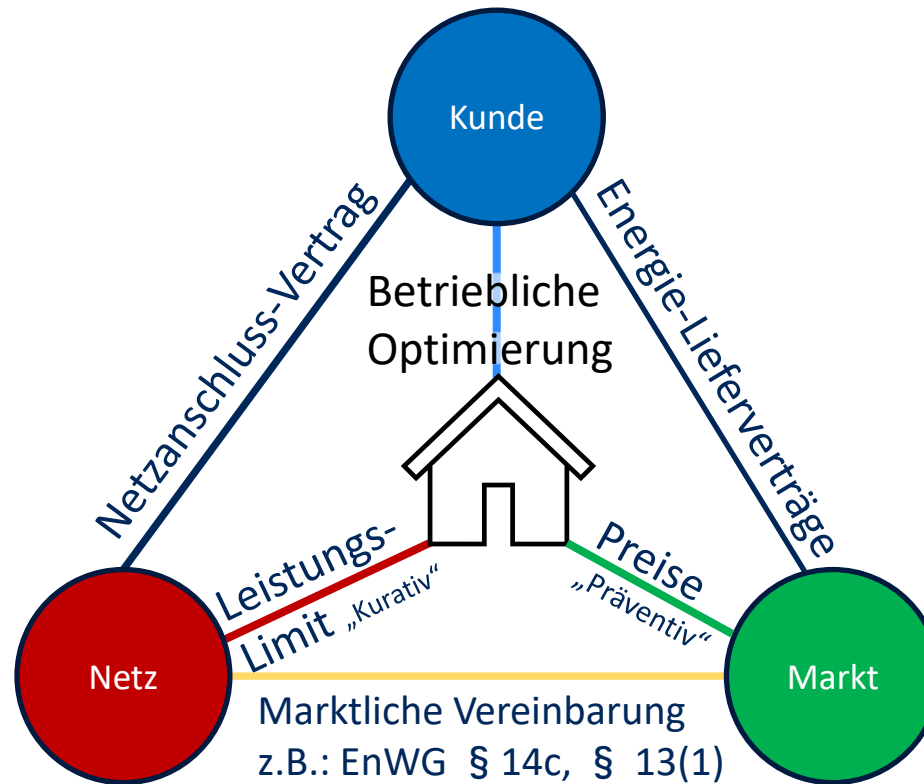 Kunde
Netzanschluss-Vertrag
Energie-Lieferverträge
Betriebliche
Optimierung
Leistungs-
Limit „Kurativ“
Preise
„Präventiv“
Netz
Markt
Marktliche Vereinbarung
z.B.: EnWG § 14c, § 13(1)